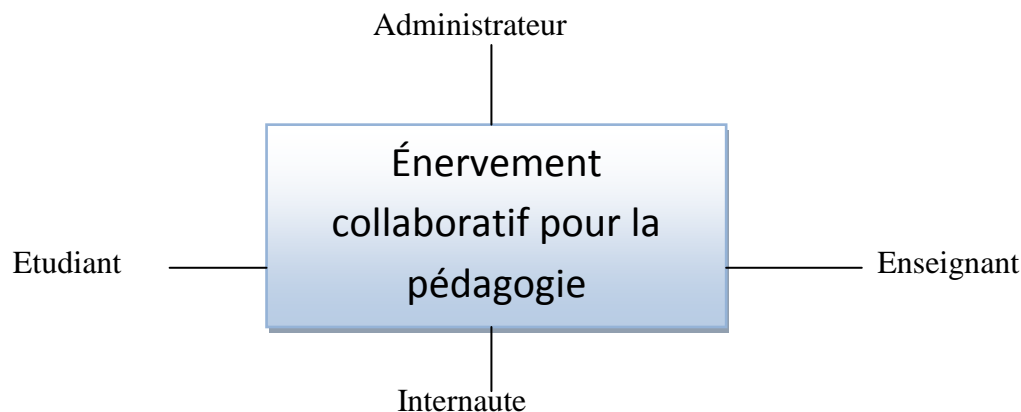 Administrateur
Énervement
collaboratif pour la
pédagogie
Etudiant
Enseignant
Internaute